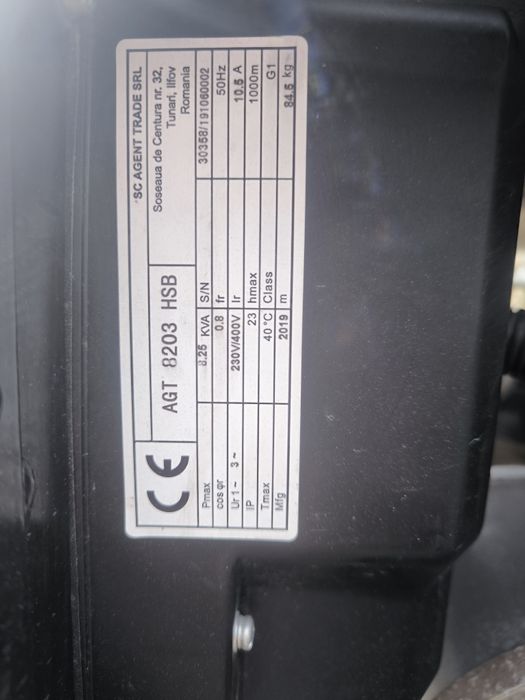 CE
SC AGENT TRADE SRL
AGT 8203 HSB
Soseaua de Centura nr. 32,
Tunari, Ilfov
Romania
Pmax 8.25 KVA S/N 30358/191060002
cos φr 0.8 fr 50Hz
Ur 1~ 3~ 230V/400V Ir 10.6 A
IP 23 hmax 1000m
Tmax 40°C Class G1
Mfg 2019 m 84.5 kg